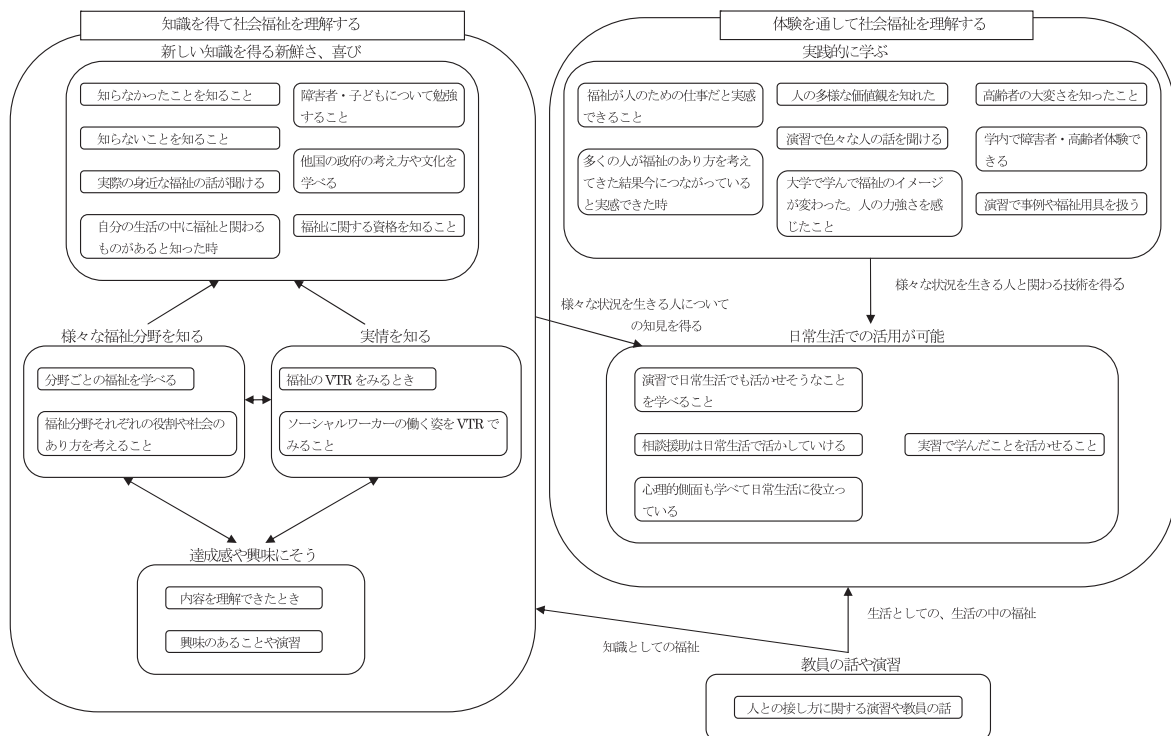 知識を得て社会福祉を理解する
新しい知識を得る新鮮さ、喜び
知らなかったことを知ること
知らないことを知ること
実際の身近な福祉の話が聞ける
自分の生活の中に福祉と関わる
ものがあると知った時
障害者・子どもについて勉強
すること
他国の政府の考え方や文化を
学べる
福祉に関する資格を知ること
様々な福祉分野を知る
分野ごとの福祉を学べる
福祉分野それぞれの役割や社会の
あり方を考えること
実情を知る
福祉のVTRをみるとき
ソーシャルワーカーの働く姿をVTRで
みること
達成感や興味にそう
内容を理解できたとき
興味のあることや演習
体験を通して社会福祉を理解する
実践的に学ぶ
福祉が人のための仕事だと実感
できること
多くの人が福祉のあり方を考え
てきた結果今につながっている
と実感できた時
人の多様な価値観を知れた
演習で色々な人の話を聞ける
大学で学んで福祉のイメージ
が変わった。人の力強さを感
じたこと
高齢者の大変さを知ったこと
学内で障害者・高齢者体験で
きる
演習で事例や福祉用具を扱う
様々な状況を生きる人と関わる技術を得る
様々な状況を生きる人について
の知見を得る
日常生活での活用が可能
演習で日常生活でも活かせそうなこと
を学べること
相談援助は日常生活で活かしていける
心理的側面も学べて日常生活に役立っ
ている
実習で学んだことを活かせること
生活としての、生活の中の福祉
知識としての福祉
教員の話や演習
人との接し方に関する演習や教員の話